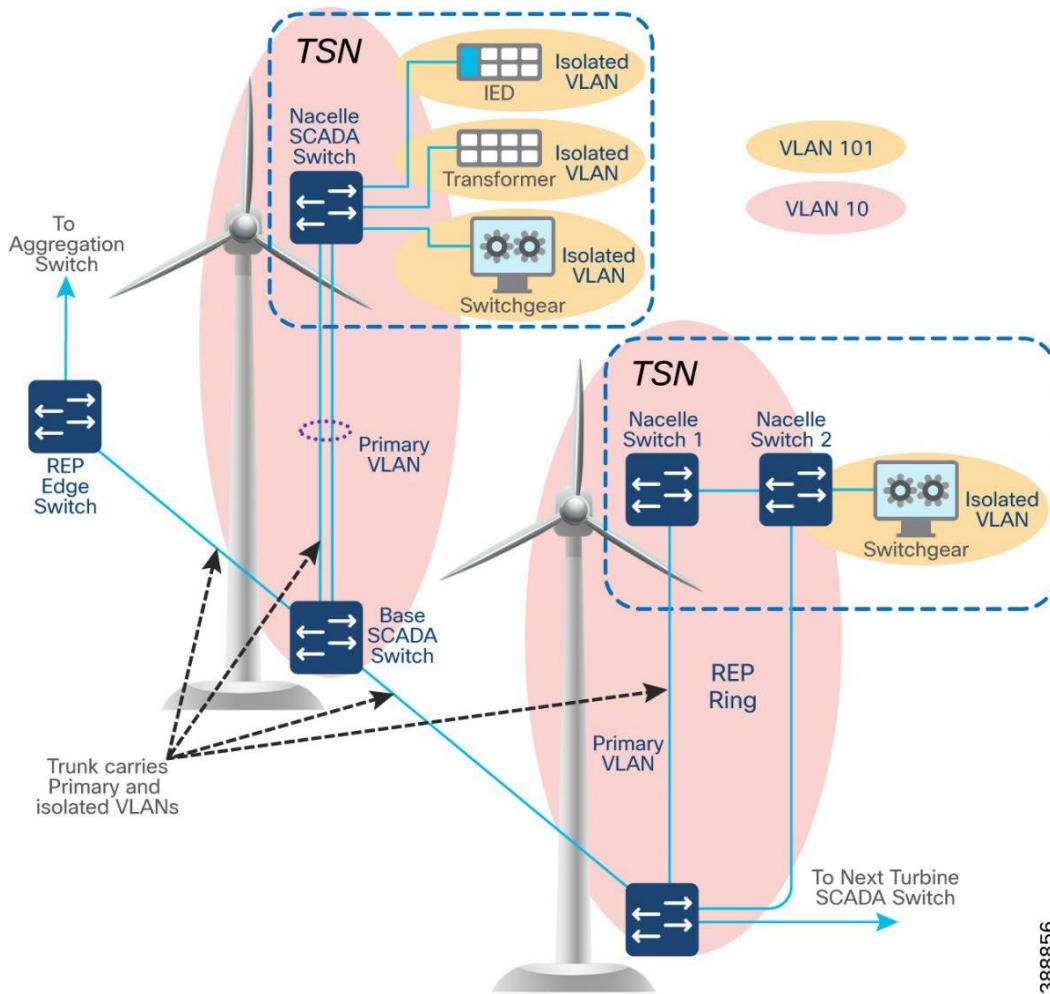 TSN
Isolated
VLAN
IED
Nacelle
SCADA
Switch
Isolated
VLAN
Transformer
Isolated
VLAN
Switchgear
VLAN 101
VLAN 10
To
Aggregation
Switch
REP
Edge
Switch
Primary
VLAN
Base
SCADA
Switch
Trunk carries
Primary and
isolated VLANs
TSN
Nacelle
Switch 1
Nacelle
Switch 2
Isolated
VLAN
Switchgear
REP
Ring
Primary
VLAN
To Next Turbine
SCADA Switch
388856